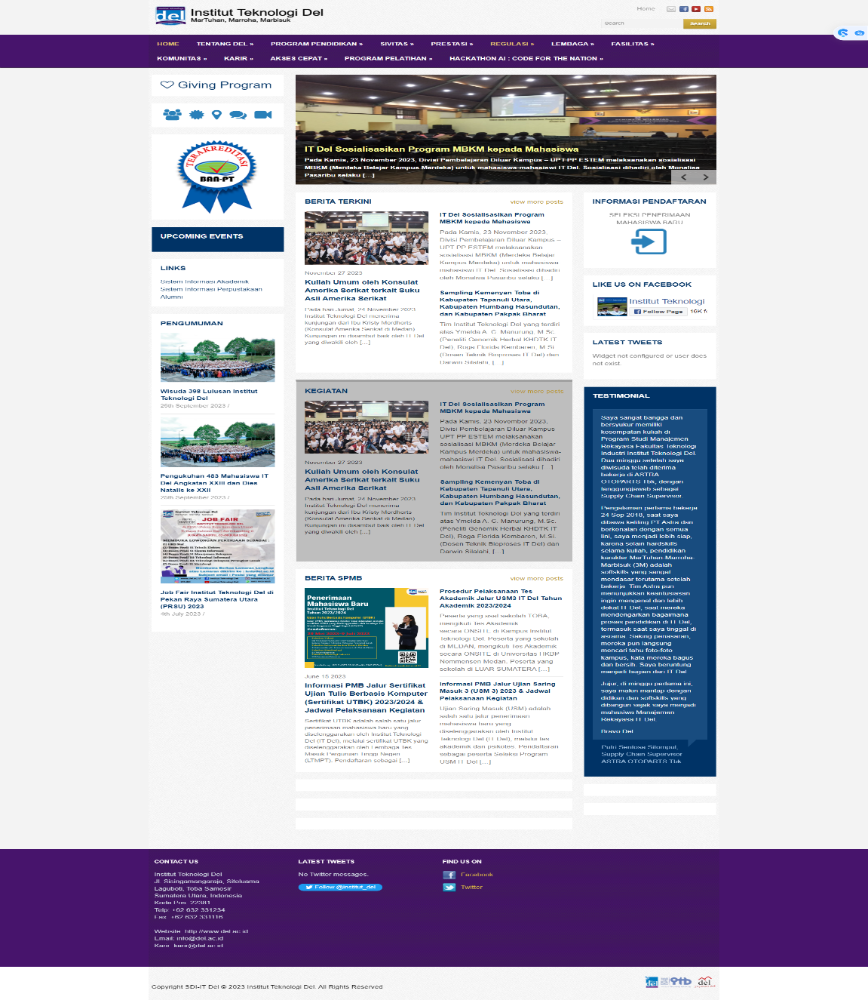 del
Institut Teknologi Del
MarTuhan, Marroha, Marbisuk
Home
Search
Search
HOME
TENTANG DEL »
PROGRAM PENDIDIKAN »
SIVITAS »
PRESTASI »
REGULASI »
LEMBAGA »
FASILITAS »
KOMUNITAS »
KARIR »
AKSES CEPAT »
PROGRAM PELATIHAN »
HACKATHON AI : CODE FOR THE NATION »
Giving Program
TERAKREDITASI
BAN-PT
UPCOMING EVENTS
LINKS
Sistem Informasi Akademik
Sistem Informasi Perpustakaan
Alumni
PENGUMUMAN
Wisuda 398 Lulusan Institut
Teknologi Del
25th September 2023 /
Pengukuhan 483 Mahasiswa IT
Del Angkatan XXIII dan Dies
Natalis ke XXII
25th September 2023 /
JOB FAIR
INSTITUT TEKNOLOGI DEL
MEMBUKA LOWONGAN PEKERJAAN SEBAGAI :
Job Fair Institut Teknologi Del di
Pekan Raya Sumatera Utara
(PRSU) 2023
4th July 2023 /
IT Del Sosialisasikan Program MBKM kepada Mahasiswa
Pada Kamis, 23 November 2023, Divisi Pembelajaran Diluar Kampus – UPT PP ESTEM melaksanakan sosialisasi
MBKM (Merdeka Belajar Kampus Merdeka) untuk mahasiswa-mahasiswi IT Del. Sosialisasi dihadiri oleh Monalisa
Pasaribu selaku [...]
BERITA TERKINI
view more posts
November 27 2023
Kuliah Umum oleh Konsulat
Amerika Serikat terkait Suku
Asli Amerika Serikat
Pada hari Jumat, 24 November 2023
Institut Teknologi Del menerima
kunjungan dari Ibu Kristy Mordhorts
(Konsulat Amerika Serikat di Medan).
Kunjungan ini disambut baik oleh IT Del
yang diwakili oleh [...]
IT Del Sosialisasikan Program
MBKM kepada Mahasiswa
Pada Kamis, 23 November 2023,
Divisi Pembelajaran Diluar Kampus –
UPT PP ESTEM melaksanakan
sosialisasi MBKM (Merdeka Belajar
Kampus Merdeka) untuk mahasiswa-
mahasiswi IT Del. Sosialisasi dihadiri
oleh Monalisa Pasaribu selaku [...]
Sampling Kemenyan Toba di
Kabupaten Tapanuli Utara,
Kabupaten Humbang Hasundutan,
dan Kabupaten Pakpak Bharat
Tim Institut Teknologi Del yang terdiri
atas Ymelda A. C. Manurung, M.Sc.
(Peneliti Genomik Herbal KHDTK IT
Del), Roga Florida Kembaren, M.Si.
(Dosen Teknik Bioproses IT Del) dan
Darwin Silalahi, [...]
KEGIATAN
view more posts
November 27 2023
Kuliah Umum oleh Konsulat
Amerika Serikat terkait Suku
Asli Amerika Serikat
Pada hari Jumat, 24 November 2023
Institut Teknologi Del menerima
kunjungan dari Ibu Kristy Mordhorts
(Konsulat Amerika Serikat di Medan).
Kunjungan ini disambut baik oleh IT Del
yang diwakili oleh [...]
IT Del Sosialisasikan Program
MBKM kepada Mahasiswa
Pada Kamis, 23 November 2023,
Divisi Pembelajaran Diluar Kampus –
UPT PP ESTEM melaksanakan
sosialisasi MBKM (Merdeka Belajar
Kampus Merdeka) untuk mahasiswa-
mahasiswi IT Del. Sosialisasi dihadiri
oleh Monalisa Pasaribu selaku [...]
Sampling Kemenyan Toba di
Kabupaten Tapanuli Utara,
Kabupaten Humbang Hasundutan,
dan Kabupaten Pakpak Bharat
Tim Institut Teknologi Del yang terdiri
atas Ymelda A. C. Manurung, M.Sc.
(Peneliti Genomik Herbal KHDTK IT
Del), Roga Florida Kembaren, M.Si.
(Dosen Teknik Bioproses IT Del) dan
Darwin Silalahi, [...]
BERITA SPMB
view more posts
Penerimaan
Mahasiswa Baru
Institut Teknologi Del
Tahun 2023/2024
June 15 2023
Informasi PMB Jalur Sertifikat
Ujian Tulis Berbasis Komputer
(Sertifikat UTBK) 2023/2024 &
Jadwal Pelaksanaan Kegiatan
Sertifikat UTBK adalah salah satu jalur
penerimaan mahasiswa baru yang
diselenggarakan oleh Institut Teknologi
Del (IT Del), melalui sertifikat UTBK yang
diselenggarakan oleh Lembaga Tes
Masuk Perguruan Tinggi Negeri
(LTMPT). Pendaftaran sebagai [...]
Prosedur Pelaksanaan Tes
Akademik Jalur USM3 IT Del Tahun
Akademik 2023/2024
Peserta yang asal sekolah TOBA,
mengikuti Tes Akademik
secara ONSITE di Kampus Institut
Teknologi Del. Peserta yang sekolah
di MEDAN, mengikuti Tes Akademik
secara ONSITE di Universitas HKBP
Nommensen Medan. Peserta yang
sekolah di LUAR SUMATERA [...]
Informasi PMB Jalur Ujian Saring
Masuk 3 (USM 3) 2023 & Jadwal
Pelaksanaan Kegiatan
Ujian Saring Masuk (USM) adalah
salah satu jalur penerimaan
mahasiswa baru yang
diselenggarakan oleh Institut
Teknologi Del (IT Del), melalui tes
akademik dan psikotes. Pendaftaran
sebagai peserta Seleksi Program
USM IT Del [...]
INFORMASI PENDAFTARAN
SELEKSI PENERIMAAN
MAHASISWA BARU
LIKE US ON FACEBOOK
Institut Teknologi
Follow Page
16K fo
LATEST TWEETS
Widget not configured or user does
not exist.
TESTIMONIAL
Saya sangat bangga dan
bersyukur memiliki
kesempatan kuliah di
Program Studi Manajemen
Rekayasa Fakultas Teknologi
Industri Institut Teknologi Del.
Dua minggu setelah saya
diwisuda telah diterima
bekerja di ASTRA
OTOPARTS Tbk, dengan
tanggungjawab sebagai
Supply Chain Supervisor.
Pengalaman pertama bekerja
24 Sep 2018, saat saya
dibawa keliling PT Astra dan
berkenalan dengan semua
lini, saya menjadi lebih siap,
karena selain hardskills
selama kuliah, pendidikan
karakter MarTuhan-Marroha-
Marbisuk (3M) adalah
softskills yang sangat
mendasar terutama setelah
bekerja. Tim Astra pun
menunjukkan keantusiasan
ingin mengenal dan lebih
dekat IT Del, saat mereka
mendengarkan bagaimana
proses pendidikan di IT Del,
termasuk saat saya tinggal di
asrama. Saking penasaran,
mereka pun langsung
mencari tahu foto-foto
kampus, kata mereka bagus
dan bersih. Saya beruntung
menjadi bagian dari IT Del.
Jujur, di minggu pertama ini,
saya makin mantap dengan
didikan dan softskills yang
dibangun sejak saya menjadi
mahasiwa Manajemen
Rekayasa IT Del.
Bravo Del
Putri Sentosa Sitompul,
Supply Chain Supervisor
ASTRA OTOPARTS Tbk
CONTACT US
Institut Teknologi Del
Jl. Sisingamangaraja, Sitoluama
Laguboti, Toba Samosir
Sumatera Utara, Indonesia
Kode Pos: 22381
Telp: +62 632 331234
Fax: +62 632 331116
Website: http://www.del.ac.id
Email: info@del.ac.id
Karir: karir@del.ac.id
LATEST TWEETS
No Twitter messages.
Follow @institut_del
FIND US ON
Facebook
Twitter
Copyright SDI-IT Del © 2023 Institut Teknologi Del. All Rights Reserved
del
del